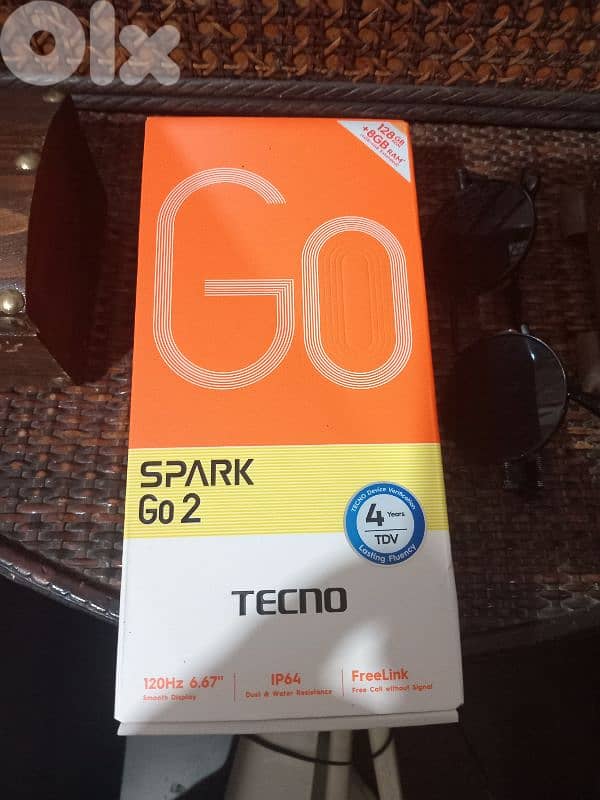 Olx
128GB ROM
+8GB RAM*
Go
SPARK
Go 2
TECNO Device Verification
4 Years
TDV
Lasting Fluency
TECNO
120Hz 6.67"
Smooth Display
IP64
Dust & Water Resistance
FreeLink
Free Call without Signal